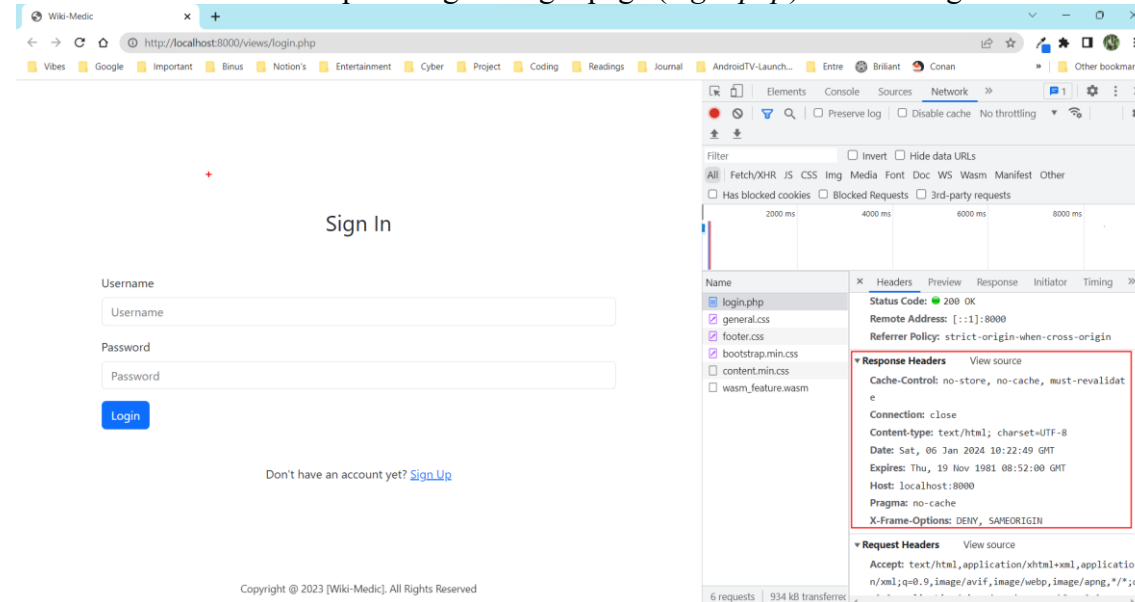 Wiki-Medic
http://localhost:8000/views/login.php
Vibes Google Important Binus Notion's Entertainment Cyber Project Coding Readings Journal AndroidTV-Launch... Entre Briliant Conan » Other bookmar
Elements Console Sources Network » 1
Preserve log Disable cache No throttling
Filter Invert Hide data URLs
All Fetch/XHR JS CSS Img Media Font Doc WS Wasm Manifest Other
Has blocked cookies Blocked Requests 3rd-party requests
2000 ms 4000 ms 6000 ms 8000 ms
Sign In
Username
Username
Password
Password
Login
Don't have an account yet? Sign Up
Copyright @ 2023 [Wiki-Medic]. All Rights Reserved
Name
login.php
general.css
footer.css
bootstrap.min.css
content.min.css
wasm_feature.wasm
6 requests 934 kB transferrec
Headers Preview Response Initiator Timing »
Status Code: 200 OK
Remote Address: [::1]:8000
Referrer Policy: strict-origin-when-cross-origin
Response Headers View source
Cache-Control: no-store, no-cache, must-revalidat
e
Connection: close
Content-type: text/html; charset=UTF-8
Date: Sat, 06 Jan 2024 10:22:49 GMT
Expires: Thu, 19 Nov 1981 08:52:00 GMT
Host: localhost:8000
Pragma: no-cache
X-Frame-Options: DENY, SAMEORIGIN
Request Headers View source
Accept: text/html,application/xhtml+xml,applicatio
n/xml;q=0.9,image/avif,image/webp,image/apng,*/*;q